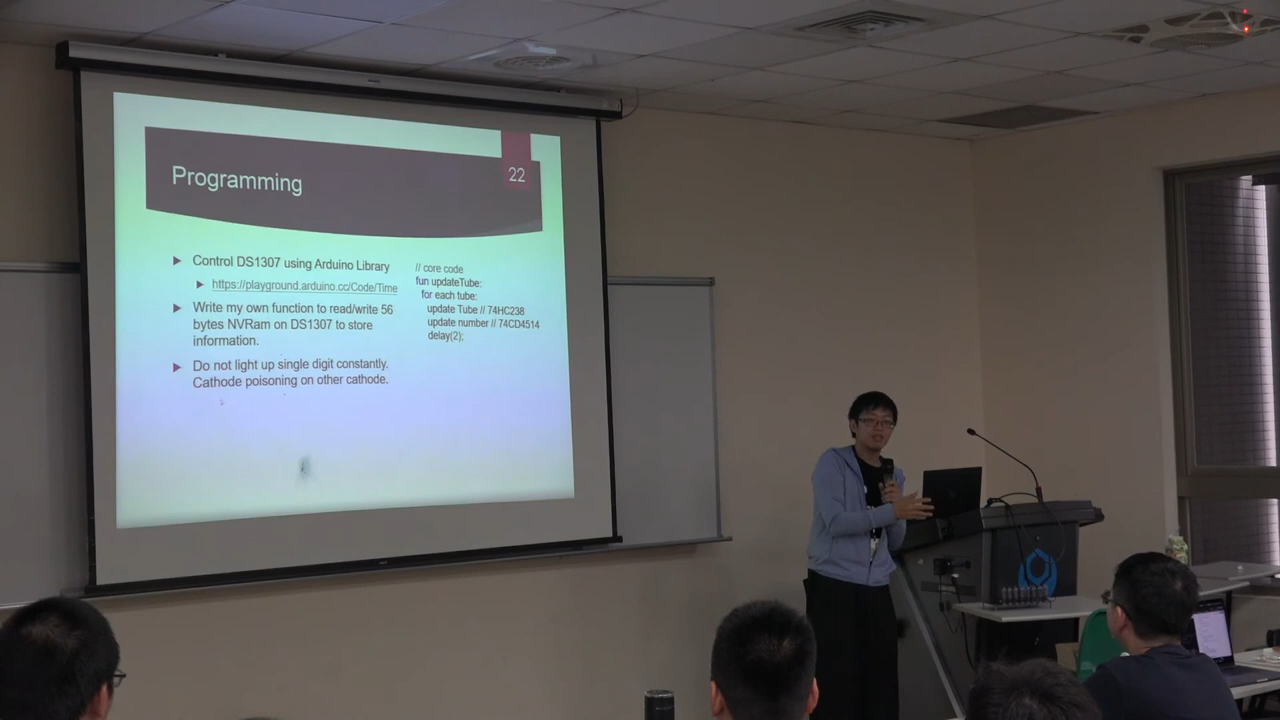 Programming
22
Control DS1307 using Arduino Library
https://playground.arduino.cc/Code/Time
Write my own function to read/write 56
bytes NVRam on DS1307 to store
information.
Do not light up single digit constantly.
Cathode poisoning on other cathode.
// core code
fun updateTube:
for each tube:
update Tube // 74HC238
update number // 74CD4514
delay(2);